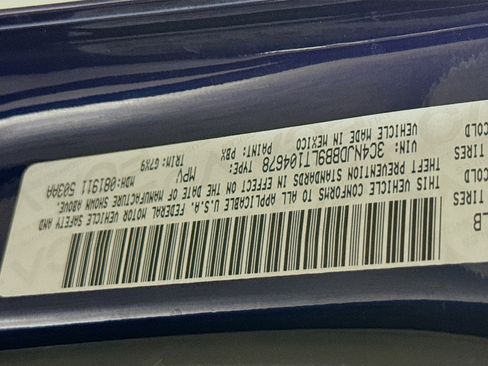 LB
TIRES
COLD
TIRES
COLD
THIS VEHICLE CONFORMS TO ALL APPLICABLE U.S.A. FEDERAL MOTOR VEHICLE SAFETY AND
THEFT PREVENTION STANDARDS IN EFFECT ON THE DATE OF MANUFACTURE SHOWN ABOVE.
VIN: 3C4NJDBB9LT104678 TYPE: MPV MDH:081911 503AA
VEHICLE MADE IN MEXICO PAINT: PBX TRIM: G7X9